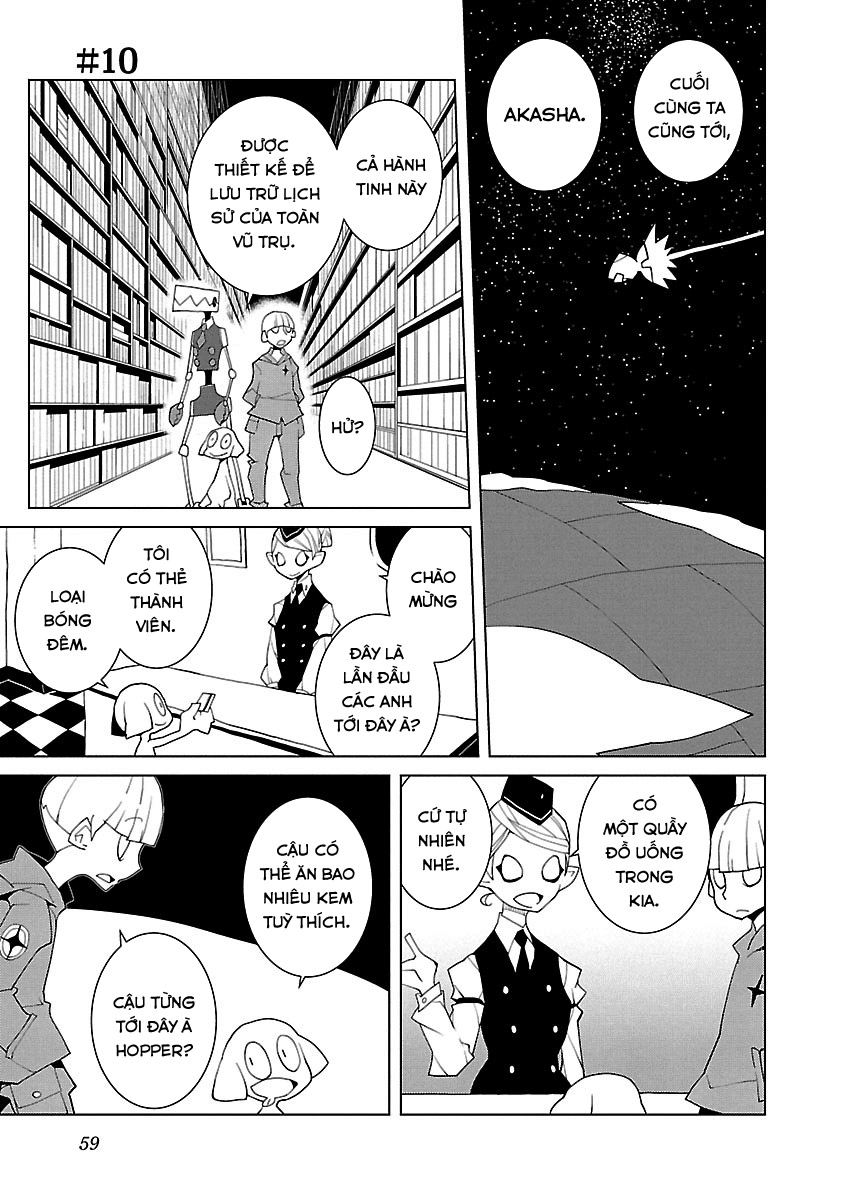 #10
CUỐI
CÙNG TA
CŨNG TỚI,
AKASHA.
CẢ HÀNH
TINH NÀY
ĐƯỢC
THIẾT KẾ ĐỂ
LƯU TRỮ LỊCH
SỬ CỦA TOÀN
VŨ TRỤ.
HỬ?
CHÀO
MỪNG
ĐÂY LÀ
LẦN ĐẦU
CÁC ANH
TỚI ĐÂY À?
TÔI
CÓ THẺ
THÀNH
VIÊN.
LOẠI
BÓNG
ĐÊM.
CÓ
MỘT QUẦY
ĐỒ UỐNG
TRONG
KIA.
CỨ TỰ
NHIÊN
NHÉ.
CẬU CÓ
THỂ ĂN BAO
NHIÊU KEM
TUỲ THÍCH.
CẬU TỪNG
TỚI ĐÂY À
HOPPER?
59